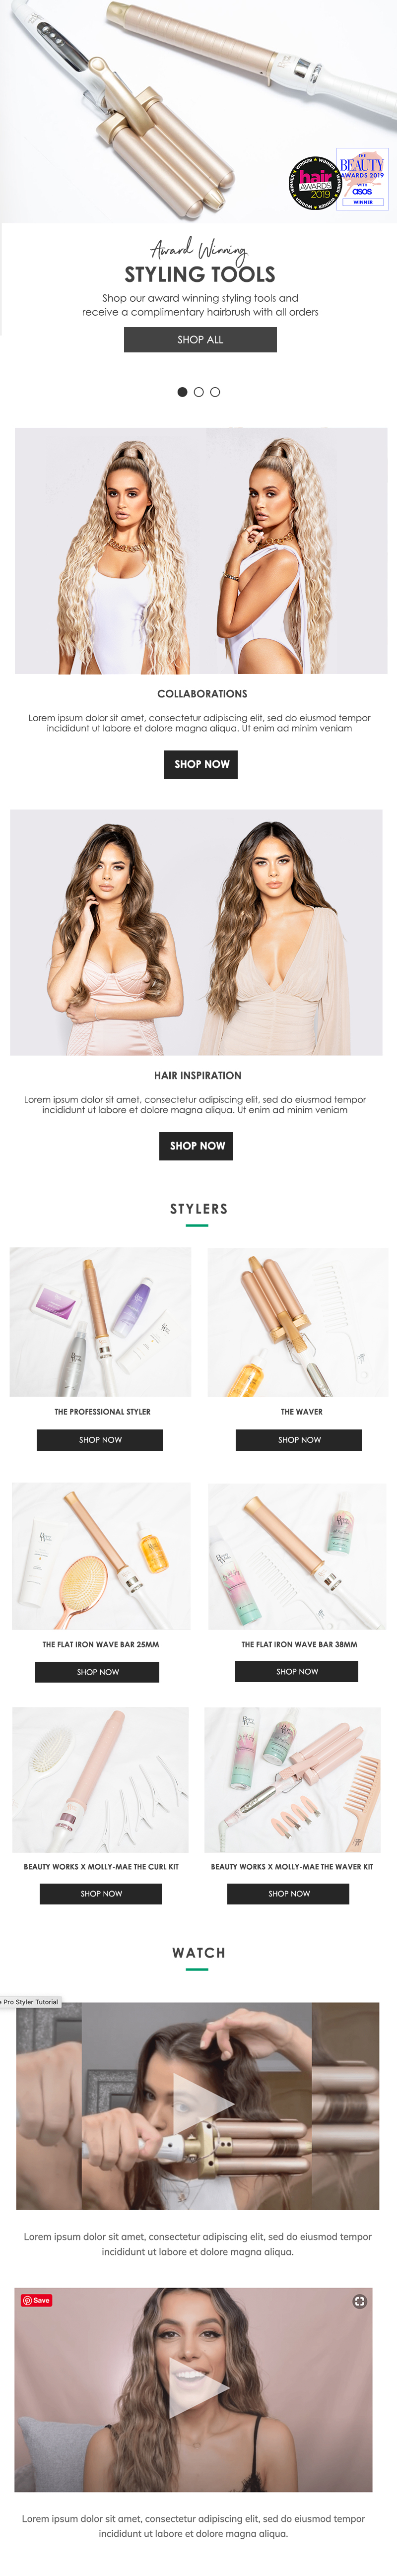 WINNER
hair
AWARDS
2019
THE
BEAUTY
AWARDS 2019
WITH
asos
WINNER
Award Winning
STYLING TOOLS
Shop our award winning styling tools and
receive a complimentary hairbrush with all orders
SHOP ALL
COLLABORATIONS
Lorem ipsum dolor sit amet, consectetur adipiscing elit, sed do eiusmod tempor
incididunt ut labore et dolore magna aliqua. Ut enim ad minim veniam
SHOP NOW
HAIR INSPIRATION
Lorem ipsum dolor sit amet, consectetur adipiscing elit, sed do eiusmod tempor
incididunt ut labore et dolore magna aliqua. Ut enim ad minim veniam
SHOP NOW
STYLERS
THE PROFESSIONAL STYLER
THE WAVER
SHOP NOW
SHOP NOW
THE FLAT IRON WAVE BAR 25MM
THE FLAT IRON WAVE BAR 38MM
SHOP NOW
SHOP NOW
BEAUTY WORKS X MOLLY-MAE THE CURL KIT
BEAUTY WORKS X MOLLY-MAE THE WAVER KIT
SHOP NOW
SHOP NOW
WATCH
Pro Styler Tutorial
Lorem ipsum dolor sit amet, consectetur adipiscing elit, sed do eiusmod tempor
incididunt ut labore et dolore magna aliqua.
Save
Lorem ipsum dolor sit amet, consectetur adipiscing elit, sed do eiusmod tempor
incididunt ut labore et dolore magna aliqua.